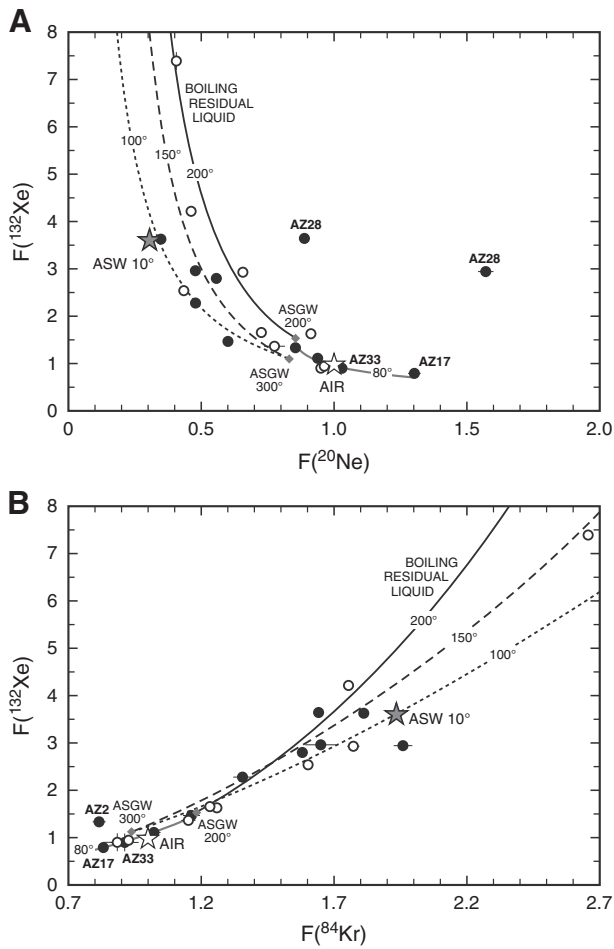 A
8
7
6
5
4
3
2
1
0
F(¹³²Xe)
BOILING
RESIDUAL
LIQUID
100°
150°
200°
ASW 10°
AZ28
AZ28
ASGW
200°
ASGW
300°
AIR
AZ33
80°
AZ17
0
0.5
1.0
1.5
2.0
F(²⁰Ne)
B
8
7
6
5
4
3
2
1
0
F(¹³²Xe)
BOILING
RESIDUAL
LIQUID
200°
150°
100°
ASW 10°
AZ2
ASGW
300°
ASGW
200°
AIR
80°
AZ17
AZ33
0.7
1.2
1.7
2.2
2.7
F(⁸⁴Kr)